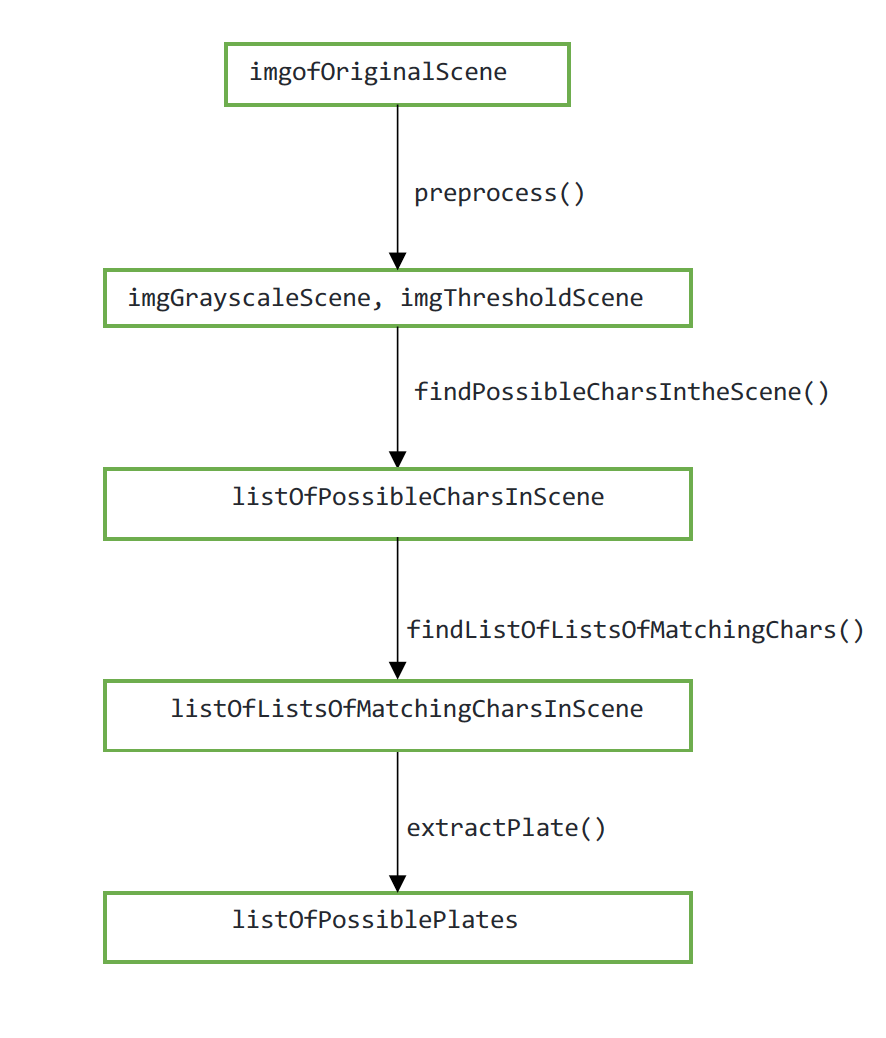 imgofOriginalScene
preprocess()
imgGrayscaleScene, imgThresholdScene
findPossibleCharsIntheScene()
listOfPossibleCharsInScene
findListOfListsOfMatchingChars()
listOfListsOfMatchingCharsInScene
extractPlate()
listOfPossiblePlates